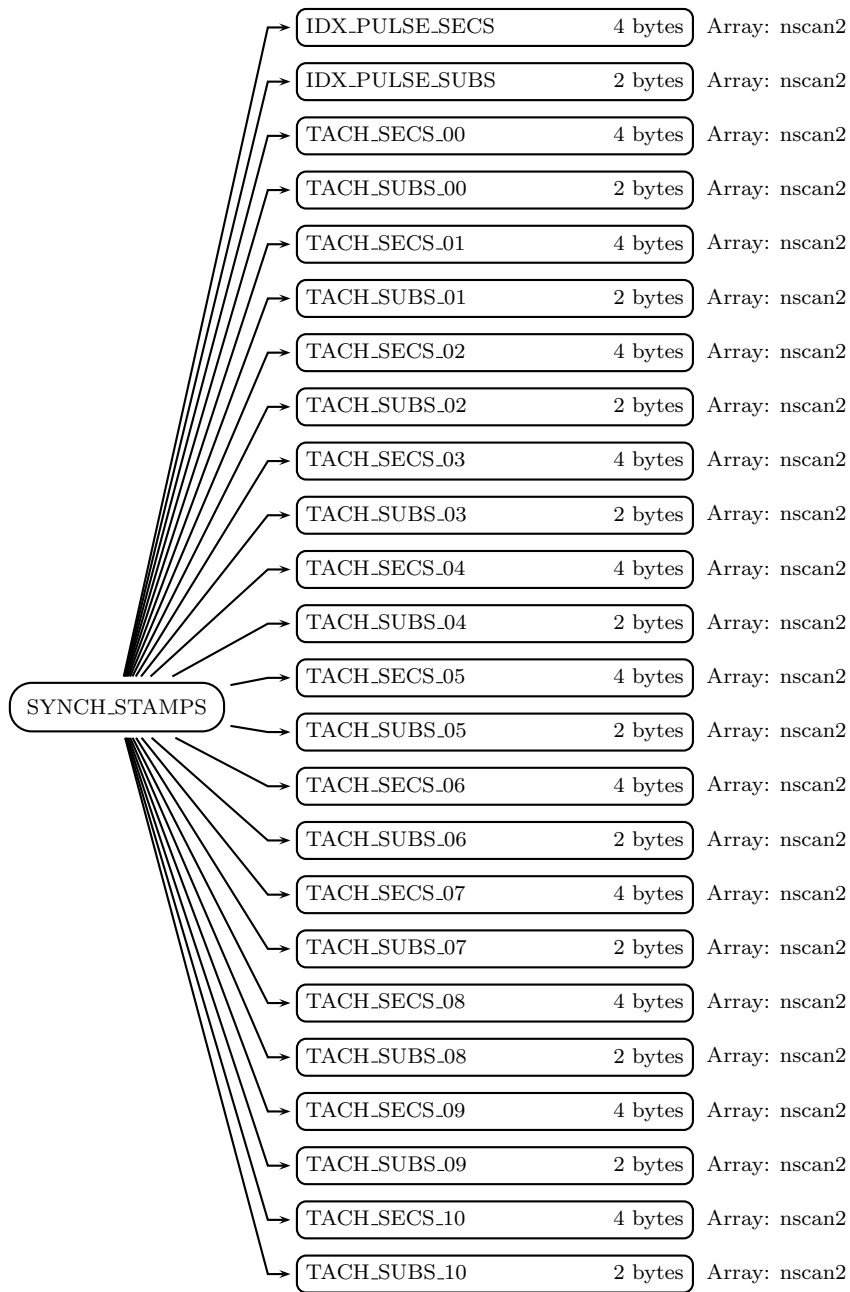 IDX_PULSE_SECS 4 bytes Array: nscan2
IDX_PULSE_SUBS 2 bytes Array: nscan2
TACH_SECS_00 4 bytes Array: nscan2
TACH_SUBS_00 2 bytes Array: nscan2
TACH_SECS_01 4 bytes Array: nscan2
TACH_SUBS_01 2 bytes Array: nscan2
TACH_SECS_02 4 bytes Array: nscan2
TACH_SUBS_02 2 bytes Array: nscan2
TACH_SECS_03 4 bytes Array: nscan2
TACH_SUBS_03 2 bytes Array: nscan2
TACH_SECS_04 4 bytes Array: nscan2
TACH_SUBS_04 2 bytes Array: nscan2
TACH_SECS_05 4 bytes Array: nscan2
SYNCH_STAMPS
TACH_SUBS_05 2 bytes Array: nscan2
TACH_SECS_06 4 bytes Array: nscan2
TACH_SUBS_06 2 bytes Array: nscan2
TACH_SECS_07 4 bytes Array: nscan2
TACH_SUBS_07 2 bytes Array: nscan2
TACH_SECS_08 4 bytes Array: nscan2
TACH_SUBS_08 2 bytes Array: nscan2
TACH_SECS_09 4 bytes Array: nscan2
TACH_SUBS_09 2 bytes Array: nscan2
TACH_SECS_10 4 bytes Array: nscan2
TACH_SUBS_10 2 bytes Array: nscan2